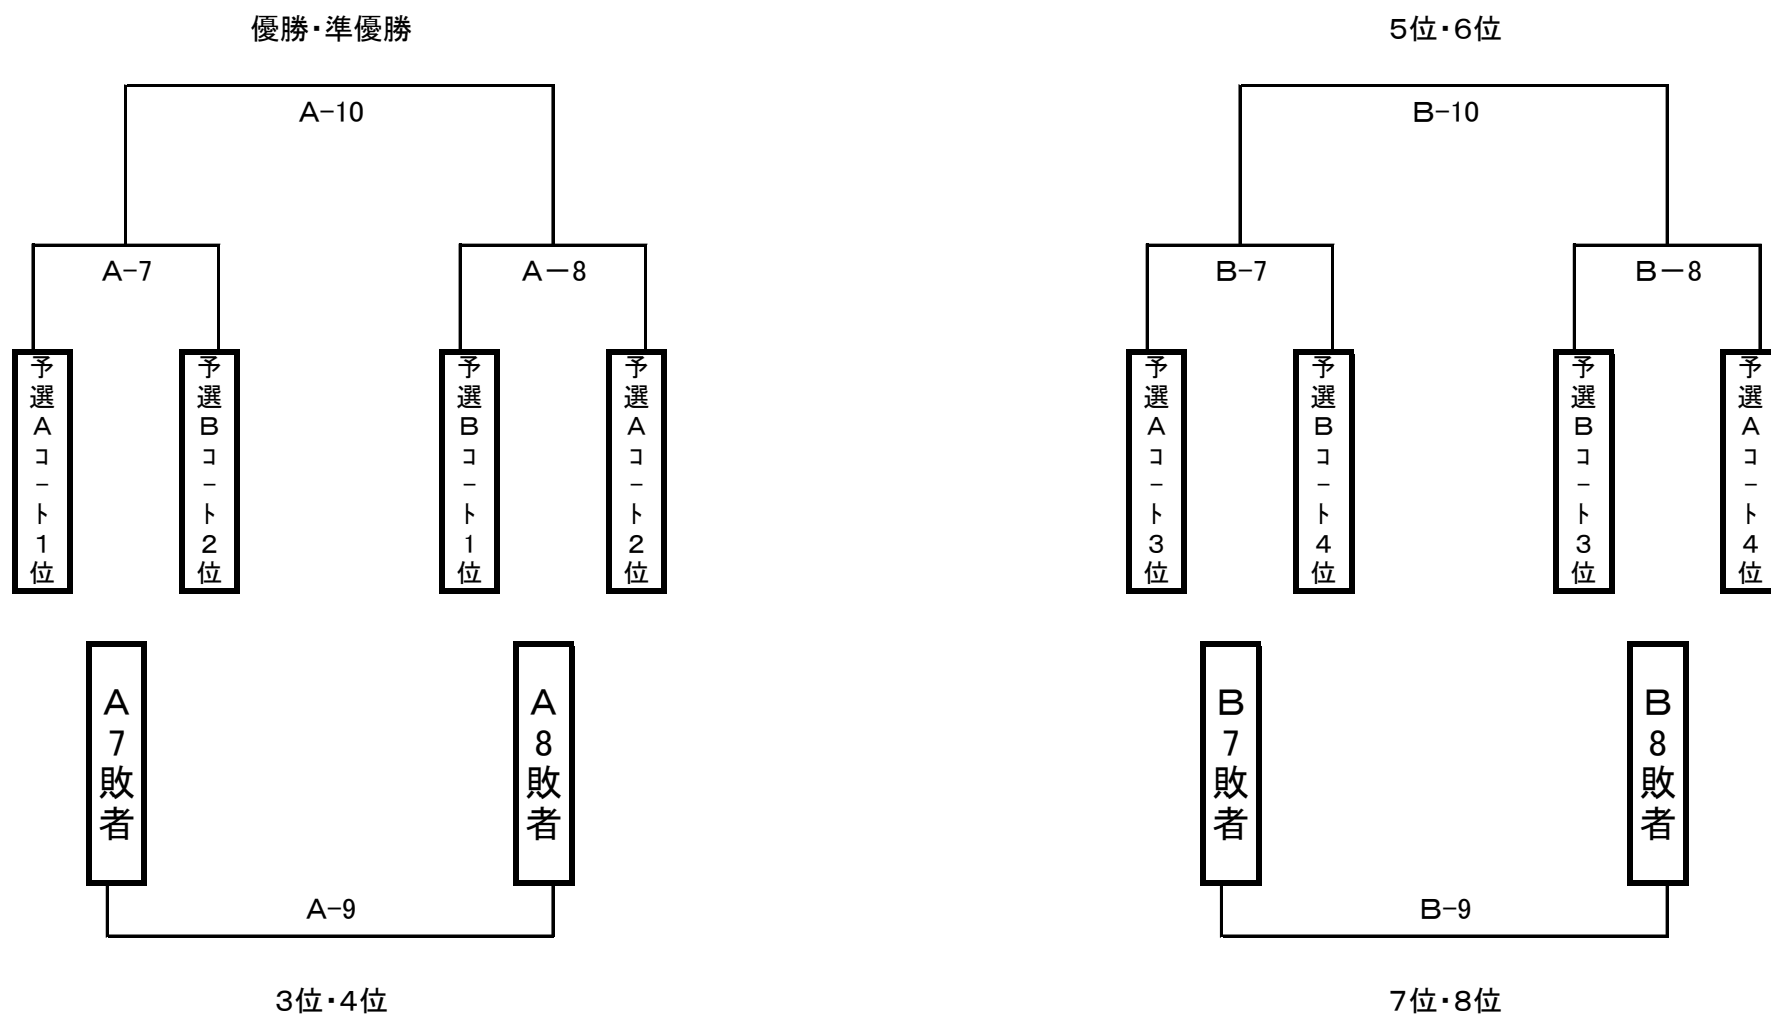 優勝・準優勝
A-10
A-7
A－8
予選Aコート1位
予選Bコート2位
予選Bコート1位
予選Aコート2位
A7敗者
A8敗者
A-9
3位・4位
5位・6位
B-10
B-7
B－8
予選Aコート3位
予選Bコート4位
予選Bコート3位
予選Aコート4位
B7敗者
B8敗者
B-9
7位・8位